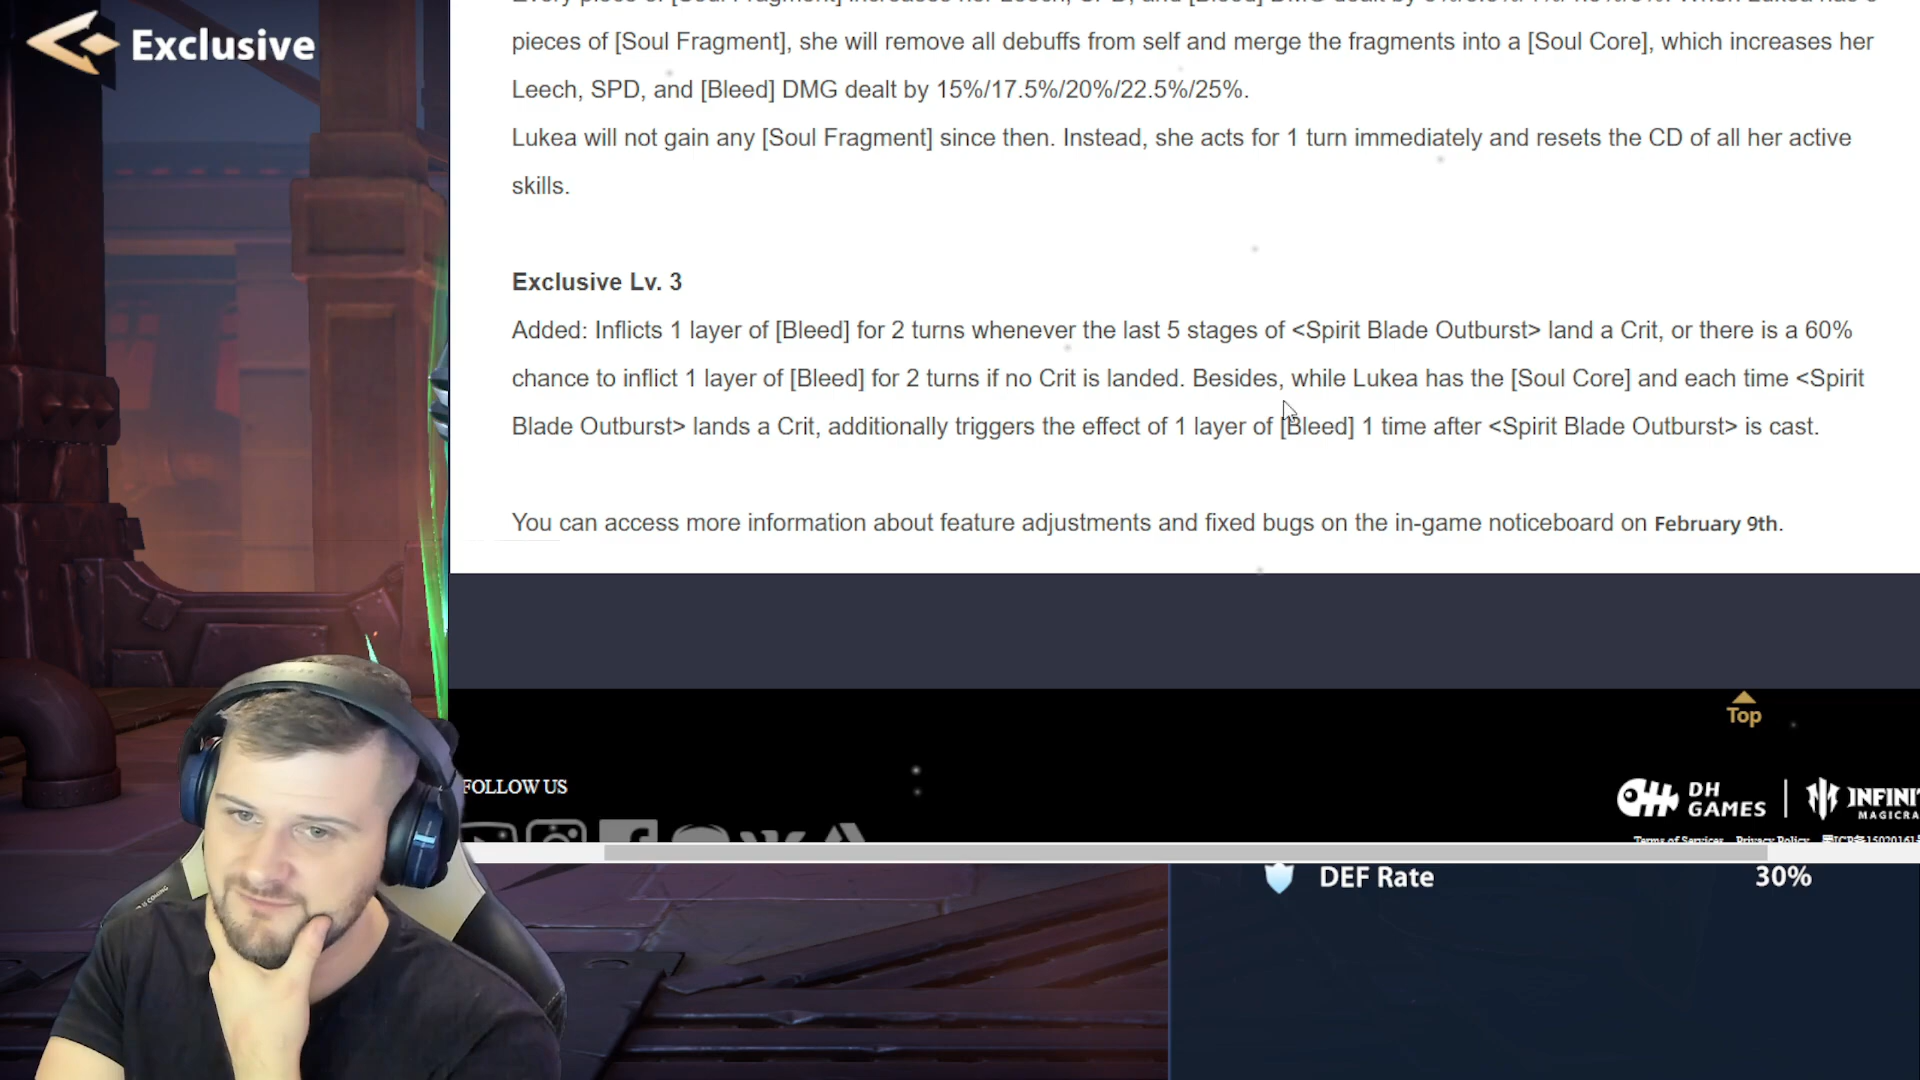 Exclusive
pieces of [Soul Fragment], she will remove all debuffs from self and merge the fragments into a [Soul Core], which increases her
Leech, SPD, and [Bleed] DMG dealt by 15%/17.5%/20%/22.5%/25%.
Lukea will not gain any [Soul Fragment] since then. Instead, she acts for 1 turn immediately and resets the CD of all her active
skills.
Exclusive Lv. 3
Added: Inflicts 1 layer of [Bleed] for 2 turns whenever the last 5 stages of <Spirit Blade Outburst> land a Crit, or there is a 60%
chance to inflict 1 layer of [Bleed] for 2 turns if no Crit is landed. Besides, while Lukea has the [Soul Core] and each time <Spirit
Blade Outburst> lands a Crit, additionally triggers the effect of 1 layer of [Bleed] 1 time after <Spirit Blade Outburst> is cast.
You can access more information about feature adjustments and fixed bugs on the in-game noticeboard on February 9th.
Top
FOLLOW US
DH
GAMES
Terms of Services Privacy Policy
DEF Rate 30%